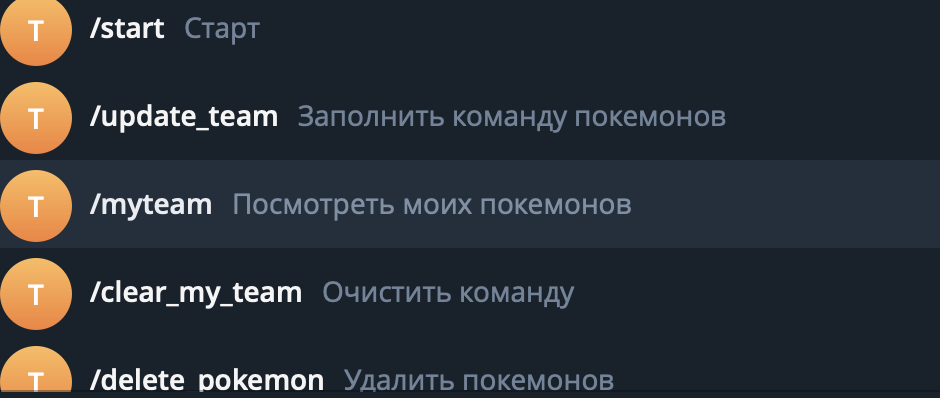 T /start Старт
T /update_team Заполнить команду покемонов
T /myteam Посмотреть моих покемонов
T /clear_my_team Очистить команду
T /delete_pokemon Удалить покемонов